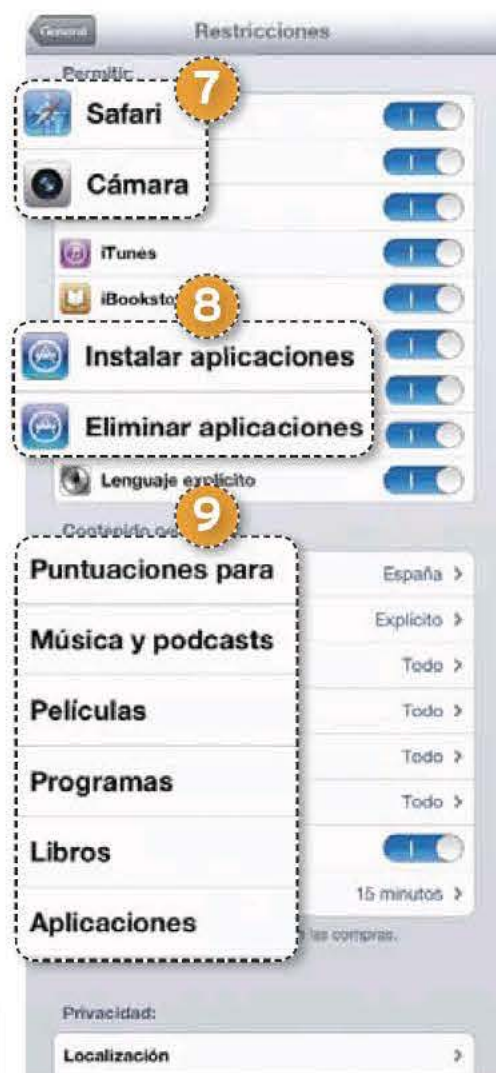 General
Restricciones
Permitir:
7
Safari
Cámara
iTunes
8
Instalar aplicaciones
Eliminar aplicaciones
Lenguaje explícito
9
Contenido
Puntuaciones para
España
Música y podcasts
Explícito
Todo
Películas
Todo
Programas
Todo
Todo
Libros
15 minutos
Aplicaciones
las compras.
Privacidad:
Localización